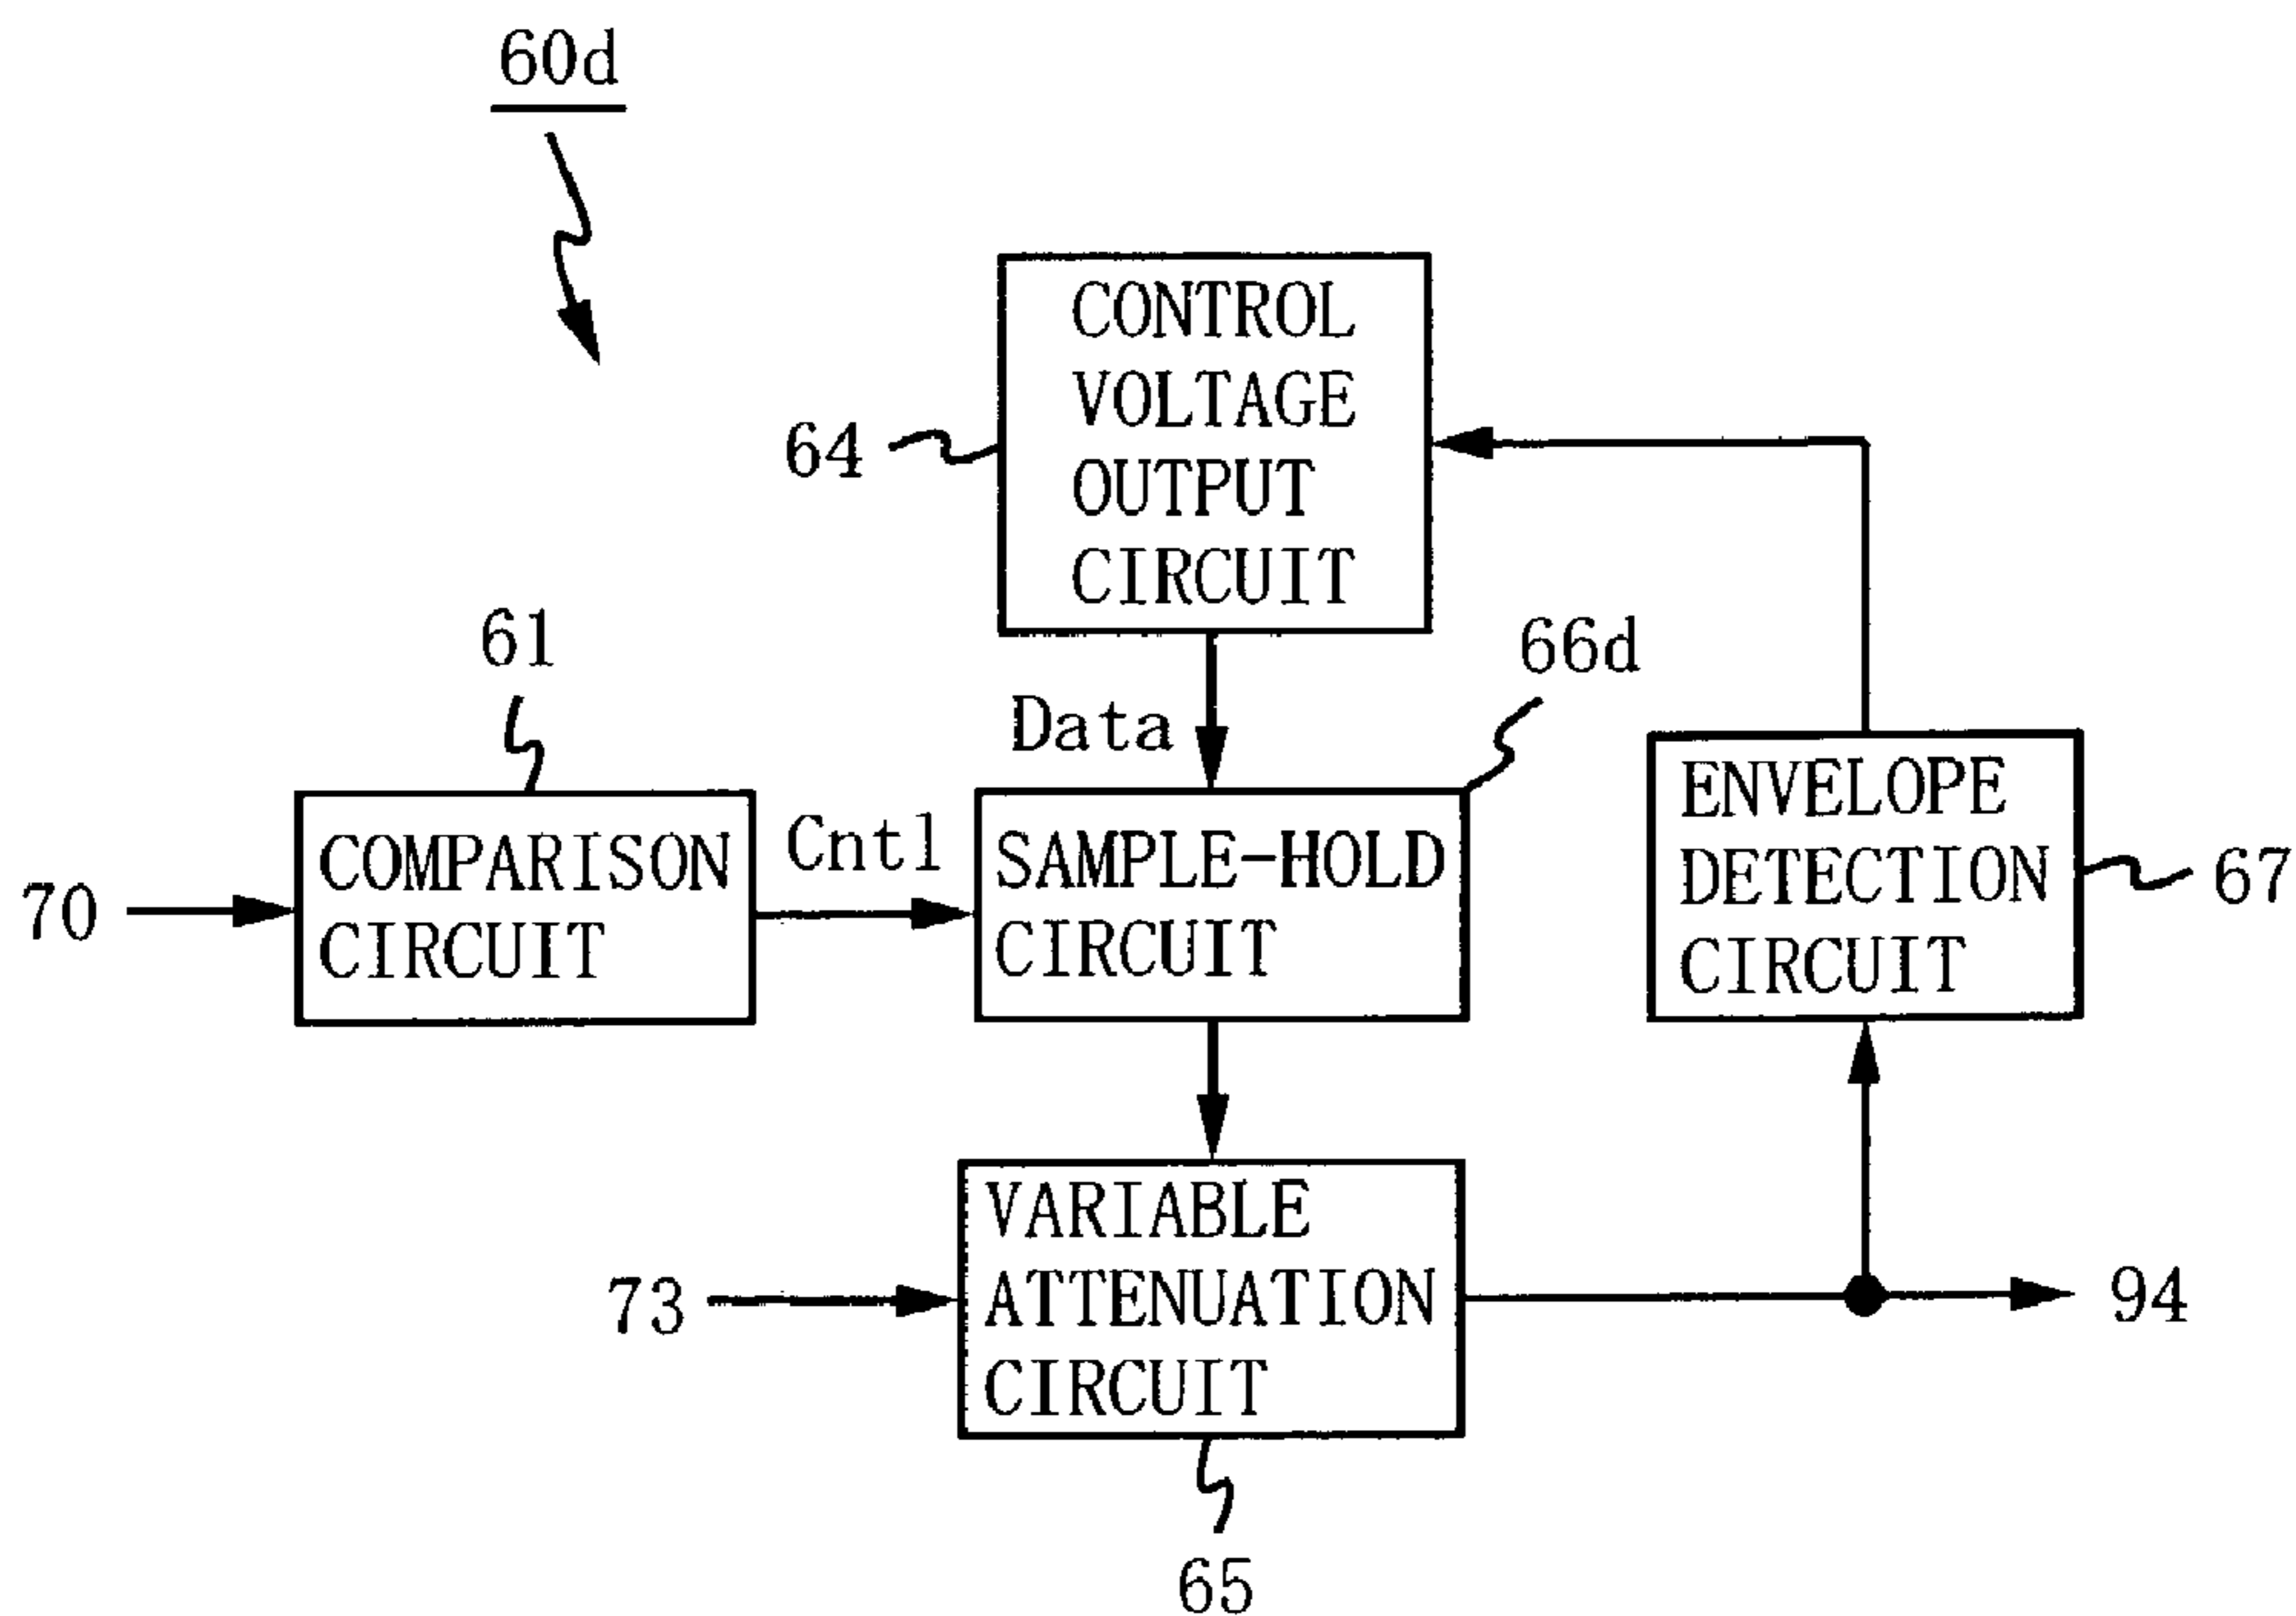 60d
CONTROL
VOLTAGE
OUTPUT
CIRCUIT
64
61
66d
Data
Cntl
COMPARISON
CIRCUIT
SAMPLE-HOLD
CIRCUIT
ENVELOPE
DETECTION
CIRCUIT
67
70
VARIABLE
ATTENUATION
CIRCUIT
73
94
65